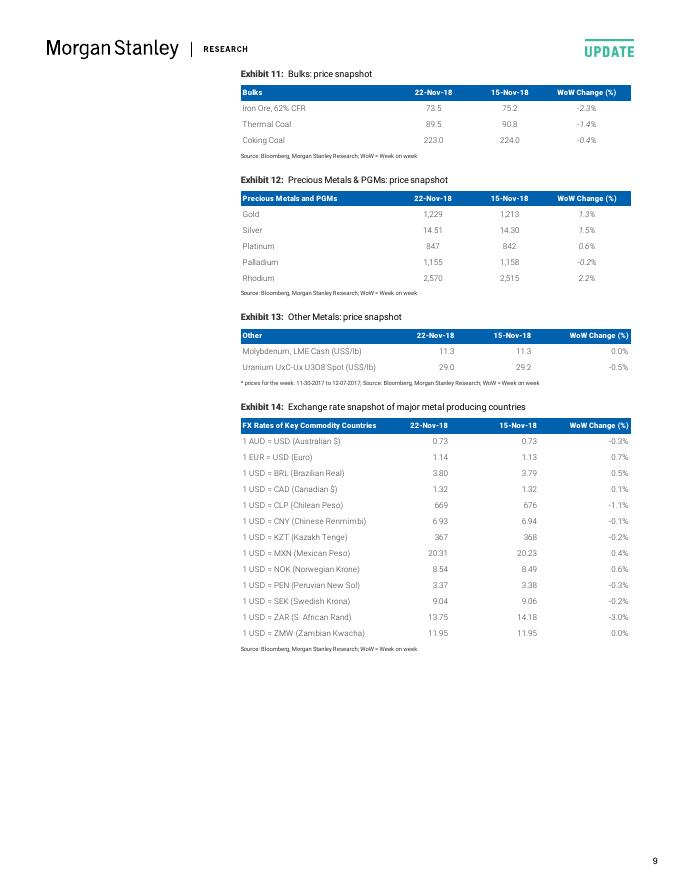 Morgan Stanley | RESEARCH
UPDATE
Exhibit 11: Bulks: price snapshot
Bulks 22-Nov-18 15-Nov-18 WoW Change (%)
Iron Ore, 62% CFR 73.5 75.2 -2.3%
Thermal Coal 89.5 90.8 -1.4%
Coking Coal 223.0 224.0 -0.4%
Source: Bloomberg, Morgan Stanley Research; WoW = Week on week
Exhibit 12: Precious Metals & PGMs: price snapshot
Precious Metals and PGMs 22-Nov-18 15-Nov-18 WoW Change (%)
Gold 1,229 1,213 1.3%
Silver 14.51 14.30 1.5%
Platinum 847 842 0.6%
Palladium 1,155 1,158 -0.2%
Rhodium 2,570 2,515 2.2%
Source: Bloomberg, Morgan Stanley Research; WoW = Week on week
Exhibit 13: Other Metals: price snapshot
Other 22-Nov-18 15-Nov-18 WoW Change (%)
Molybdenum, LME Cash (US$/lb) 11.3 11.3 0.0%
Uranium UxC-Ux U3O8 Spot (US$/lb) 29.0 29.2 -0.5%
* prices for the week: 11-30-2017 to 12-07-2017; Source: Bloomberg, Morgan Stanley Research; WoW = Week on week
Exhibit 14: Exchange rate snapshot of major metal producing countries
FX Rates of Key Commodity Countries 22-Nov-18 15-Nov-18 WoW Change (%)
1 AUD = USD (Australian $) 0.73 0.73 -0.3%
1 EUR = USD (Euro) 1.14 1.13 0.7%
1 USD = BRL (Brazilian Real) 3.80 3.79 0.5%
1 USD = CAD (Canadian $) 1.32 1.32 0.1%
1 USD = CLP (Chilean Peso) 669 676 -1.1%
1 USD = CNY (Chinese Renmimbi) 6.93 6.94 -0.1%
1 USD = KZT (Kazakh Tenge) 367 368 -0.2%
1 USD = MXN (Mexican Peso) 20.31 20.23 0.4%
1 USD = NOK (Norwegian Krone) 8.54 8.49 0.6%
1 USD = PEN (Peruvian New Sol) 3.37 3.38 -0.3%
1 USD = SEK (Swedish Krona) 9.04 9.06 -0.2%
1 USD = ZAR (S. African Rand) 13.75 14.18 -3.0%
1 USD = ZMW (Zambian Kwacha) 11.95 11.95 0.0%
Source: Bloomberg, Morgan Stanley Research; WoW = Week on week
9